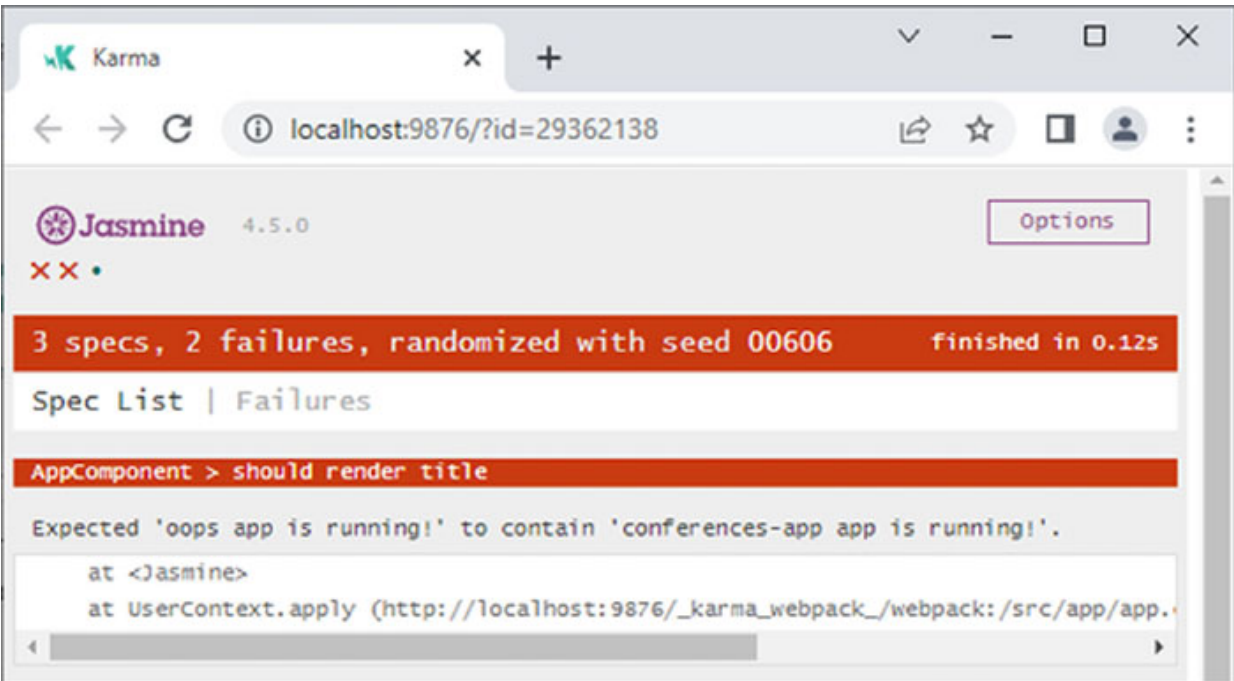 Karma
localhost:9876/?id=29362138
Jasmine 4.5.0 Options
3 specs, 2 failures, randomized with seed 00606 finished in 0.12s
Spec List | Failures
AppComponent > should render title
Expected 'oops app is running!' to contain 'conferences-app app is running!'.
at <Jasmine>
at UserContext.apply (http://localhost:9876/_karma_webpack_/webpack:/src/app/app.